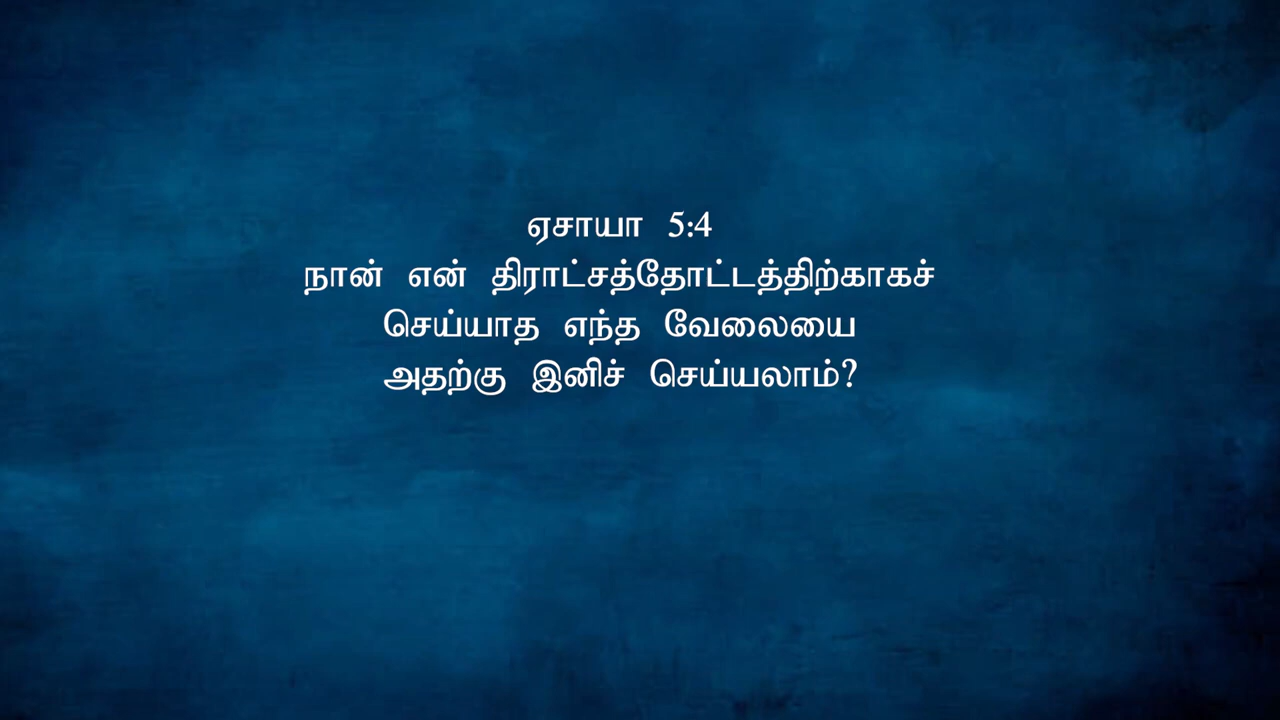 ஏசாயா 5:4
நான் என் திராட்சத்தோட்டத்திற்காகச்
செய்யாத எந்த வேலையை
அதற்கு இனிச் செய்யலாம்?